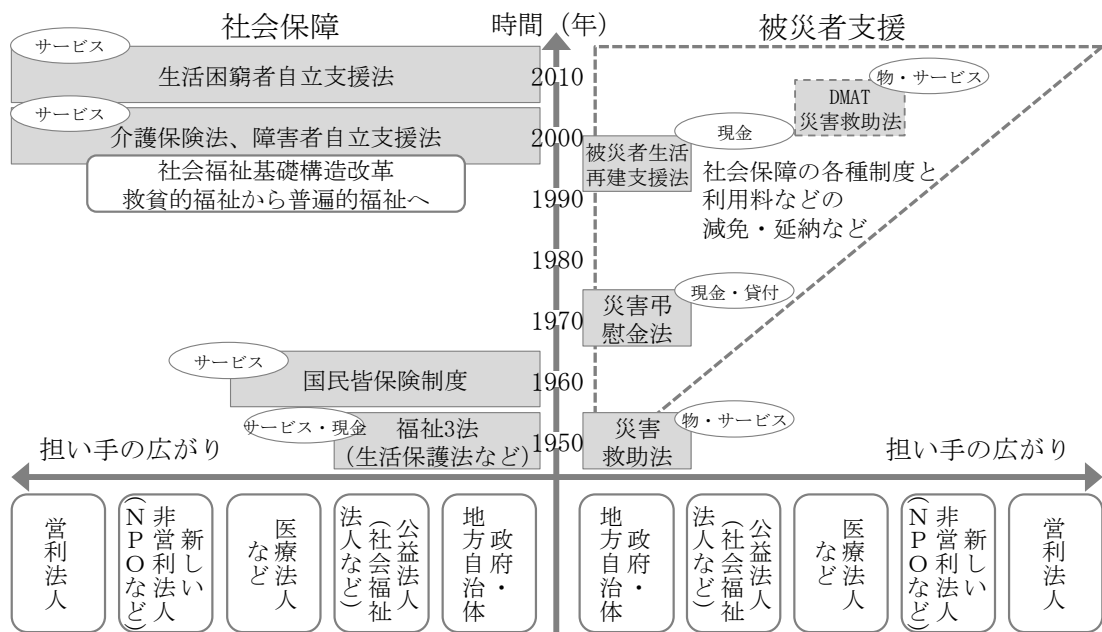 社会保障
時間(年)
被災者支援
サービス
生活困窮者自立支援法
2010
物・サービス
DMAT
災害救助法
サービス
介護保険法、障害者自立支援法
2000
現金
被災者生活
再建支援法
社会福祉基礎構造改革
救貧的福祉から普遍的福祉へ
社会保障の各種制度と
利用料などの
減免・延納など
1990
1980
現金・貸付
災害弔
慰金法
1970
サービス
国民皆保険制度
1960
サービス・現金
福祉3法
(生活保護法など)
1950
物・サービス
災害
救助法
担い手の広がり
担い手の広がり
営利法人
新しい
非営利法人
(NPOなど)
医療法人
など
公益法人
(社会福祉
法人など)
政府・
地方自治体
政府・
地方自治体
公益法人
(社会福祉
法人など)
医療法人
など
新しい
非営利法人
(NPOなど)
営利法人